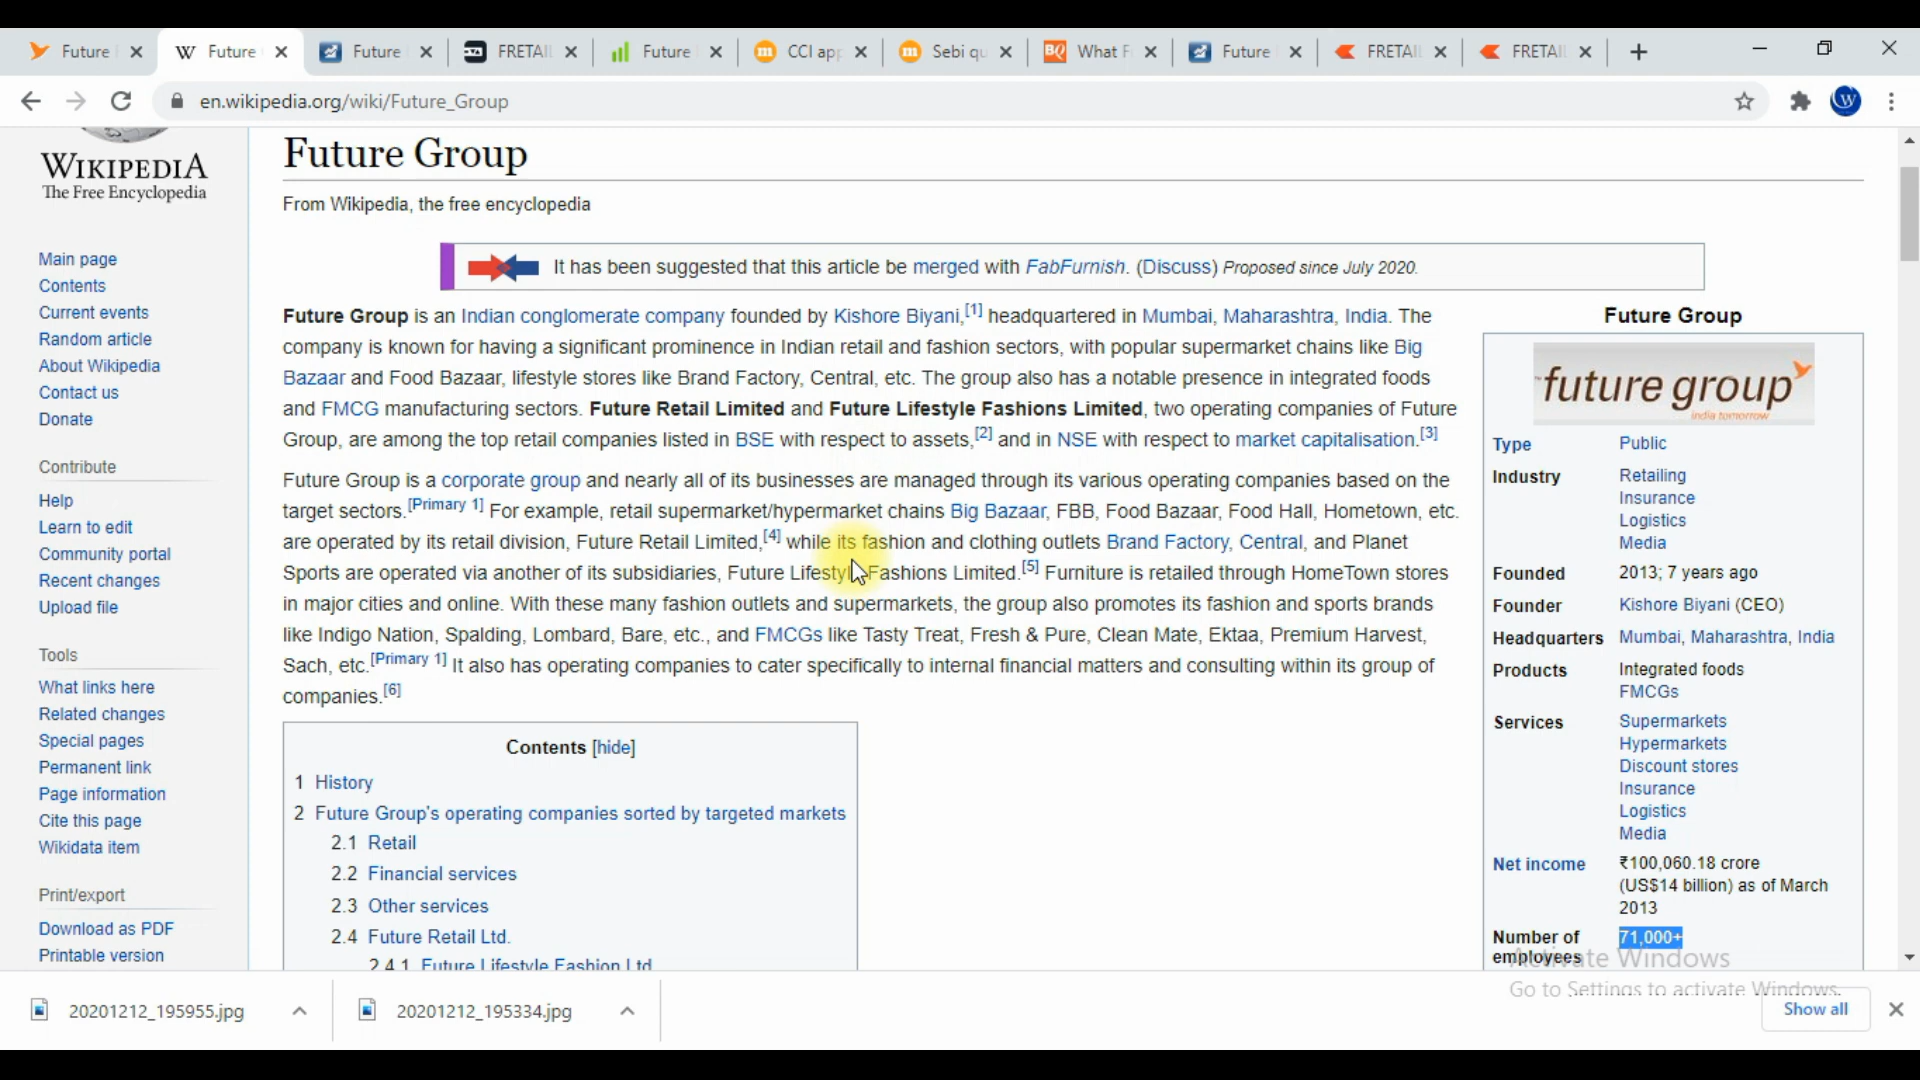 Future
Future
Future
FRETAIL
Future
CCI app
Sebi qu
What F
Future
FRETAIL
FRETAIL
en.wikipedia.org/wiki/Future_Group
WIKIPEDIA
The Free Encyclopedia
Main page
Contents
Current events
Random article
About Wikipedia
Contact us
Donate
Contribute
Help
Learn to edit
Community portal
Recent changes
Upload file
Tools
What links here
Related changes
Special pages
Permanent link
Page information
Cite this page
Wikidata item
Print/export
Download as PDF
Printable version
Future Group
From Wikipedia, the free encyclopedia
It has been suggested that this article be merged with FabFurnish. (Discuss) Proposed since July 2020.
Future Group is an Indian conglomerate company founded by Kishore Biyani,[1] headquartered in Mumbai, Maharashtra, India. The
company is known for having a significant prominence in Indian retail and fashion sectors, with popular supermarket chains like Big
Bazaar and Food Bazaar, lifestyle stores like Brand Factory, Central, etc. The group also has a notable presence in integrated foods
and FMCG manufacturing sectors. Future Retail Limited and Future Lifestyle Fashions Limited, two operating companies of Future
Group, are among the top retail companies listed in BSE with respect to assets,[2] and in NSE with respect to market capitalisation.[3]
Future Group is a corporate group and nearly all of its businesses are managed through its various operating companies based on the
target sectors.[Primary 1] For example, retail supermarket/hypermarket chains Big Bazaar, FBB, Food Bazaar, Food Hall, Hometown, etc.
are operated by its retail division, Future Retail Limited,[4] while its fashion and clothing outlets Brand Factory, Central, and Planet
Sports are operated via another of its subsidiaries, Future Lifestyle Fashions Limited.[5] Furniture is retailed through HomeTown stores
in major cities and online. With these many fashion outlets and supermarkets, the group also promotes its fashion and sports brands
like Indigo Nation, Spalding, Lombard, Bare, etc., and FMCGs like Tasty Treat, Fresh & Pure, Clean Mate, Ektaa, Premium Harvest,
Sach, etc.[Primary 1] It also has operating companies to cater specifically to internal financial matters and consulting within its group of
companies.[6]
Contents [hide]
1 History
2 Future Group's operating companies sorted by targeted markets
2.1 Retail
2.2 Financial services
2.3 Other services
2.4 Future Retail Ltd.
2.4.1 Future Lifestyle Fashion Ltd
Future Group
future group
india tomorrow
Type Public
Industry Retailing
Insurance
Logistics
Media
Founded 2013; 7 years ago
Founder Kishore Biyani (CEO)
Headquarters Mumbai, Maharashtra, India
Products Integrated foods
FMCGs
Services Supermarkets
Hypermarkets
Discount stores
Insurance
Logistics
Media
Net income ₹100,060.18 crore
(US$14 billion) as of March
2013
Number of 71,000+
employees
Activate Windows
Go to Settings to activate Windows.
20201212_195955.jpg
20201212_195334.jpg
Show all